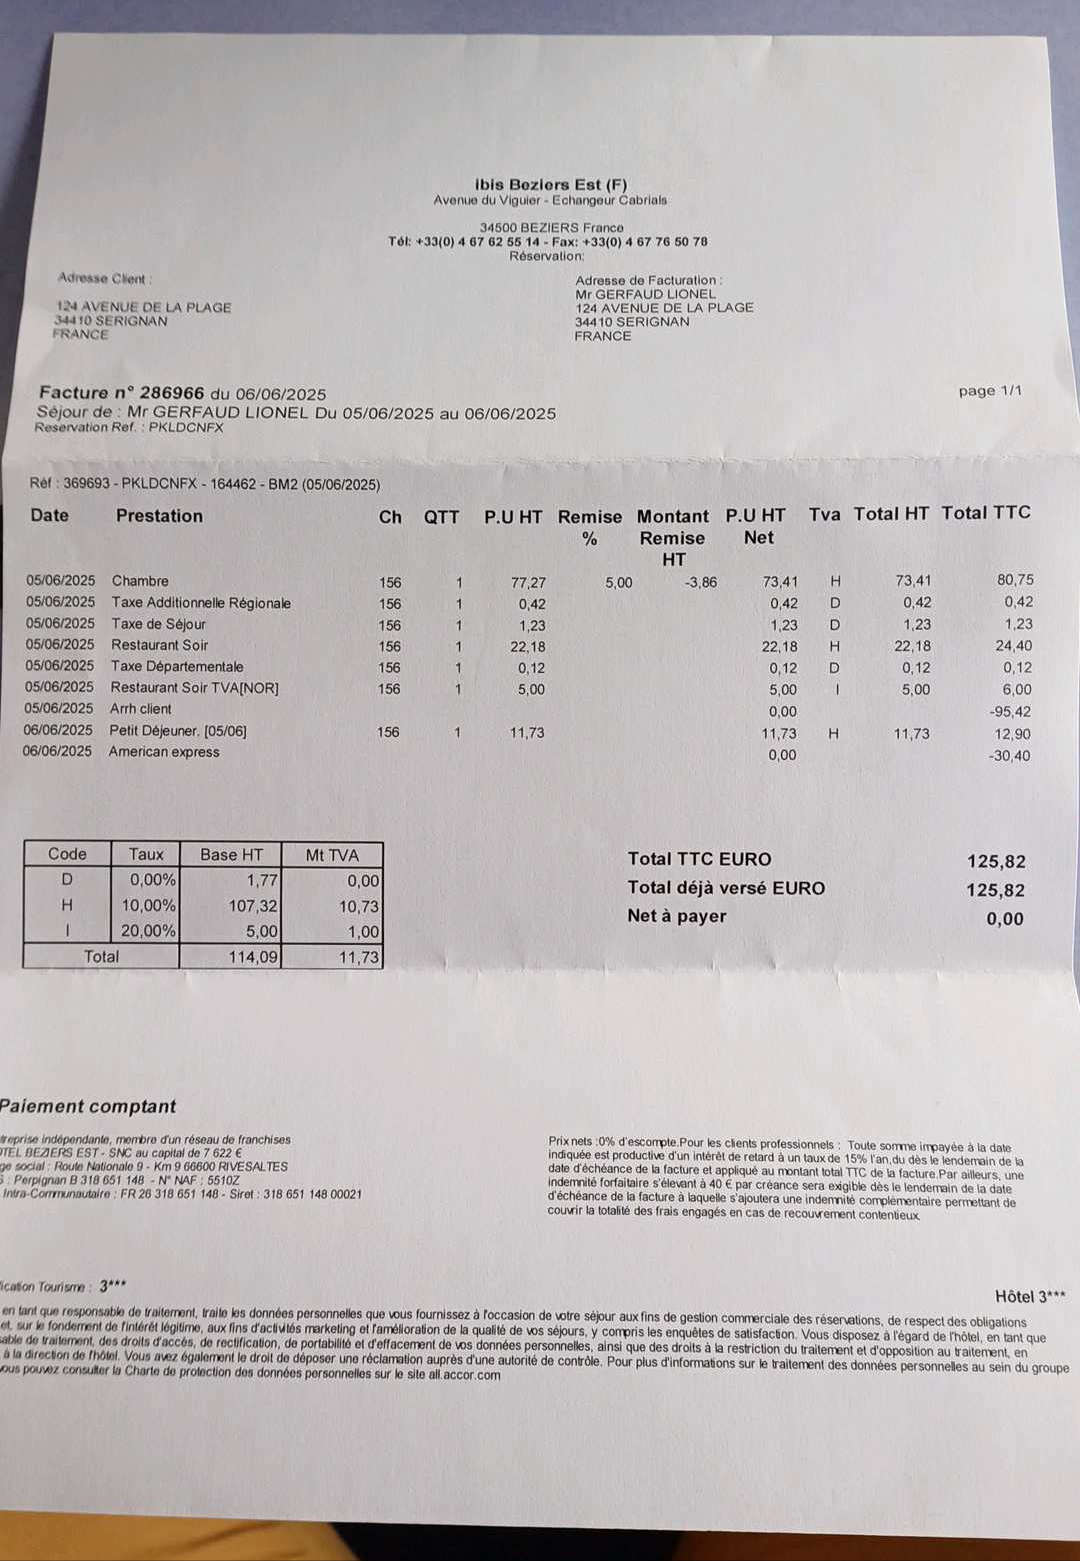 ibis Beziers Est (F)
Avenue du Viguier - Echangeur Cabrials
34500 BEZIERS France
Tél: +33(0) 4 67 62 55 14 - Fax: +33(0) 4 67 76 50 78
Réservation:
Adresse Client :
124 AVENUE DE LA PLAGE
34410 SERIGNAN
FRANCE
Adresse de Facturation :
Mr GERFAUD LIONEL
124 AVENUE DE LA PLAGE
34410 SERIGNAN
FRANCE
Facture n° 286966 du 06/06/2025
page 1/1
Séjour de : Mr GERFAUD LIONEL Du 05/06/2025 au 06/06/2025
Reservation Ref. : PKLDCNFX
Réf : 369693 - PKLDCNFX - 164462 - BM2 (05/06/2025)
Date Prestation Ch QTT P.U HT Remise Montant P.U HT Tva Total HT Total TTC
% Remise Net
HT
05/06/2025 Chambre 156 1 77,27 5,00 -3,86 73,41 H 73,41 80,75
05/06/2025 Taxe Additionnelle Régionale 156 1 0,42 0,42 D 0,42 0,42
05/06/2025 Taxe de Séjour 156 1 1,23 1,23 D 1,23 1,23
05/06/2025 Restaurant Soir 156 1 22,18 22,18 H 22,18 24,40
05/06/2025 Taxe Départementale 156 1 0,12 0,12 D 0,12 0,12
05/06/2025 Restaurant Soir TVA[NOR] 156 1 5,00 5,00 I 5,00 6,00
05/06/2025 Arrh client 0,00 -95,42
06/06/2025 Petit Déjeuner. [05/06] 156 1 11,73 11,73 H 11,73 12,90
06/06/2025 American express 0,00 -30,40
Code Taux Base HT Mt TVA
D 0,00% 1,77 0,00
H 10,00% 107,32 10,73
I 20,00% 5,00 1,00
Total 114,09 11,73
Total TTC EURO 125,82
Total déjà versé EURO 125,82
Net à payer 0,00
Paiement comptant
indépendante, membre d'un réseau de franchises
BEZIERS EST - SNC au capital de 7 622 €
social : Route Nationale 9 - Km 9 66600 RIVESALTES
: Perpignan B 318 651 148 - N° NAF : 5510Z
Intra-Communautaire : FR 26 318 651 148 - Siret : 318 651 148 00021
Prix nets :0% d'escompte.Pour les clients professionnels : Toute somme impayée à la date
indiquée est productive d'un intérêt de retard à un taux de 15% l'an,du dès le lendemain de la
date d'échéance de la facture et appliqué au montant total TTC de la facture.Par ailleurs, une
indemnité forfaitaire s'élevant à 40 € par créance sera exigible dès le lendemain de la date
d'échéance de la facture à laquelle s'ajoutera une indemnité complémentaire permettant de
couvrir la totalité des frais engagés en cas de recouvrement contentieux.
Tourisme : 3***
Hôtel 3***
en tant que responsable de traitement, traite les données personnelles que vous fournissez à l'occasion de votre séjour aux fins de gestion commerciale des réservations, de respect des obligations
et, sur le fondement de l'intérêt légitime, aux fins d'activités marketing et l'amélioration de la qualité de vos séjours, y compris les enquêtes de satisfaction. Vous disposez à l'égard de l'hôtel, en tant que
de traitement, des droits d'accès, de rectification, de portabilité et d'effacement de vos données personnelles, ainsi que des droits à la restriction du traitement et d'opposition au traitement, en
à la direction de l'hôtel. Vous avez également le droit de déposer une réclamation auprès d'une autorité de contrôle. Pour plus d'informations sur le traitement des données personnelles au sein du groupe
vous pouvez consulter la Charte de protection des données personnelles sur le site all.accor.com